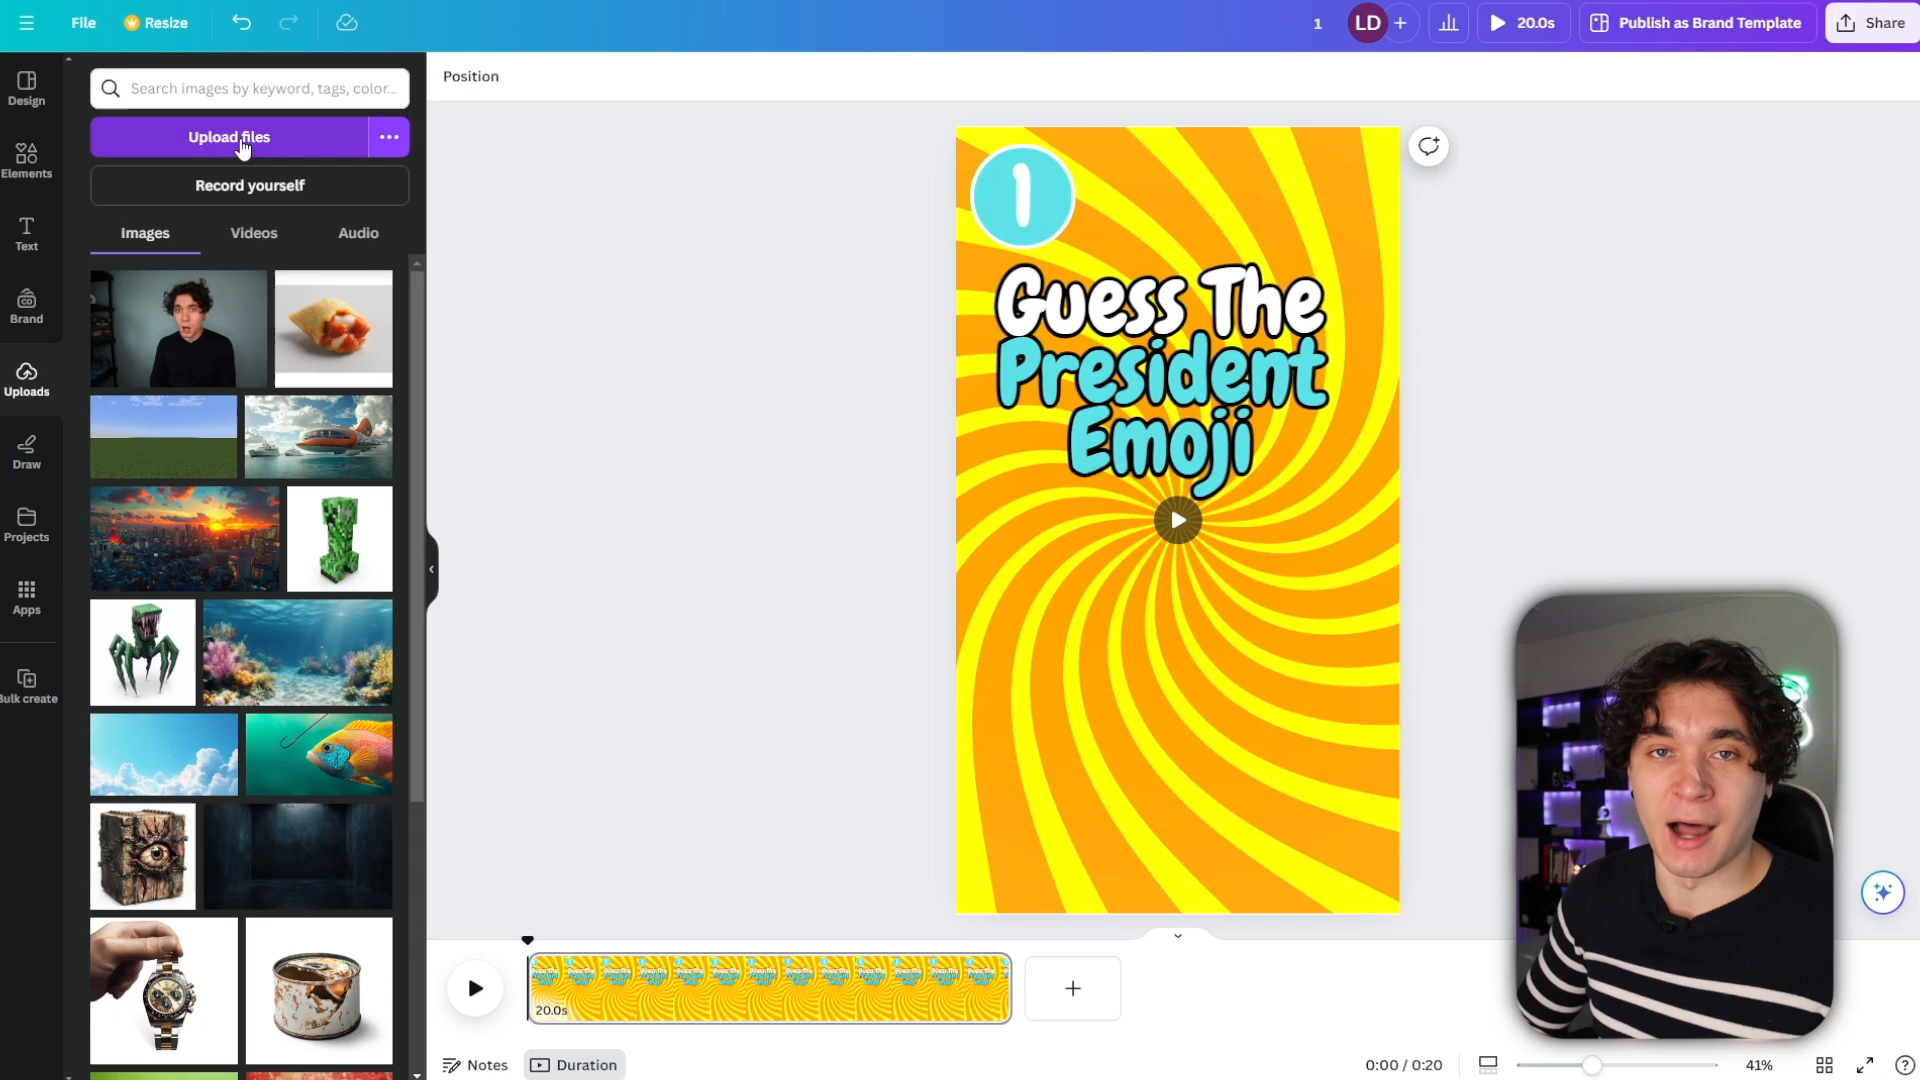 File
Resize
1
LD
20.0s
Publish as Brand Template
Share
Design
Elements
Text
Brand
Uploads
Draw
Projects
Apps
Bulk create
Search images by keyword, tags, color...
Upload files
Record yourself
Images
Videos
Audio
Position
1
Guess The
President
Emoji
20.0s
Notes
Duration
0:00 / 0:20
41%